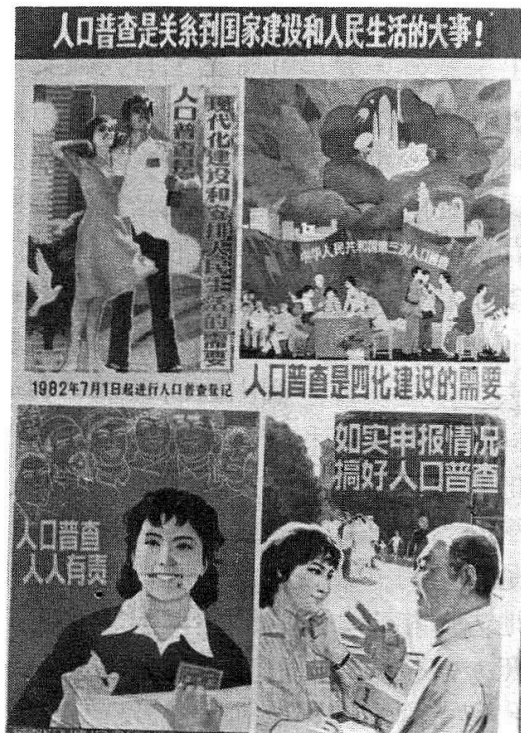 人口普查是关系到国家建设和人民生活的大事!
人口普查是
现代化建设和安排人民生活的需要
1982年7月1日起进行人口普查登记
中华人民共和国第三次人口普查
人口普查是四化建设的需要
人口普查
人人有责
如实申报情况
搞好人口普查